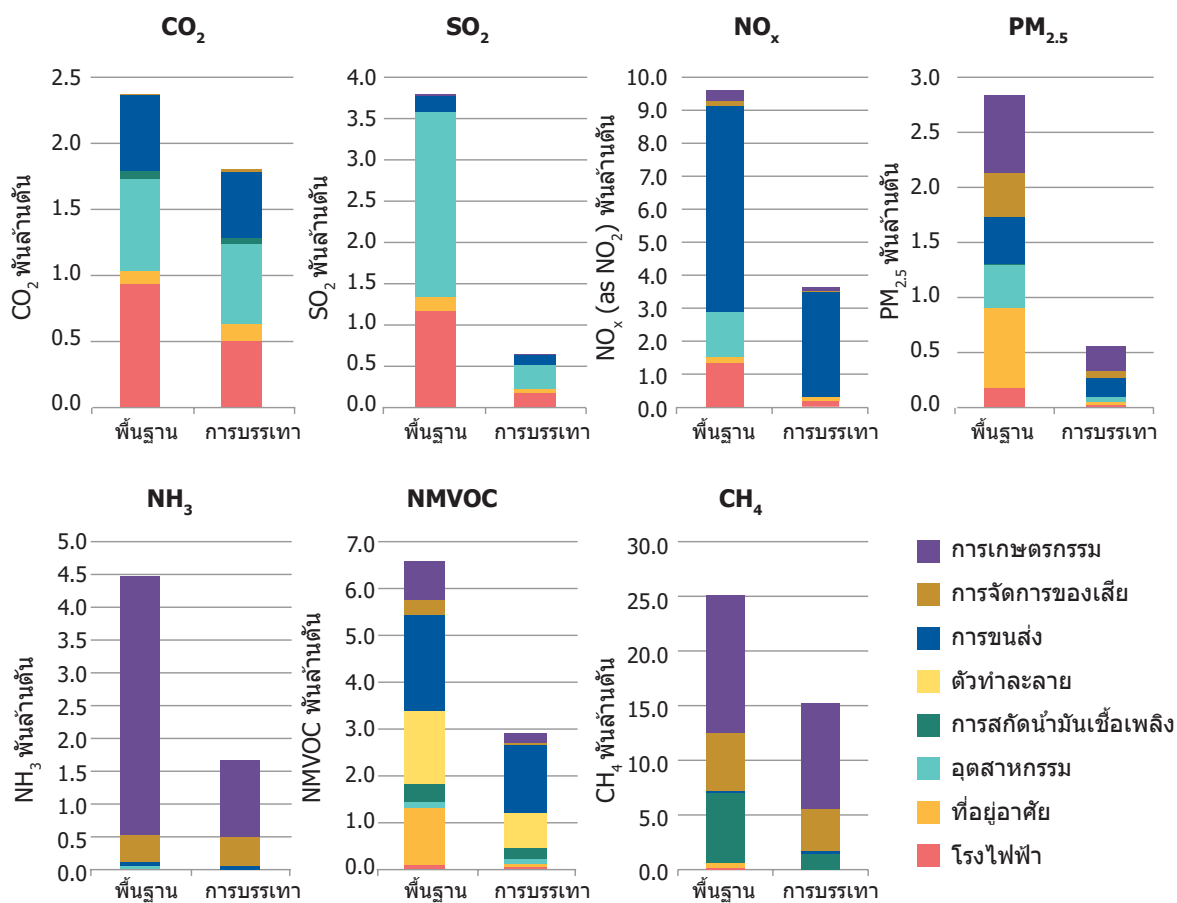 CO₂
SO₂
NOₓ
PM₂.₅
CO₂ พันล้านตัน
2.5
2.0
1.5
1.0
0.5
0.0
พื้นฐาน การบรรเทา
SO₂ พันล้านตัน
4.0
3.5
3.0
2.5
2.0
1.5
1.0
0.5
0.0
พื้นฐาน การบรรเทา
NOₓ (as NO₂) พันล้านตัน
10.0
9.0
8.0
7.0
6.0
5.0
4.0
3.0
2.0
1.0
0.0
พื้นฐาน การบรรเทา
PM₂.₅ พันล้านตัน
3.0
2.5
2.0
1.5
1.0
0.5
0.0
พื้นฐาน การบรรเทา
NH₃
NMVOC
CH₄
NH₃ พันล้านตัน
5.0
4.5
4.0
3.5
3.0
2.5
2.0
1.5
1.0
0.5
0.0
พื้นฐาน การบรรเทา
NMVOC พันล้านตัน
7.0
6.0
5.0
4.0
3.0
2.0
1.0
0.0
พื้นฐาน การบรรเทา
CH₄ พันล้านตัน
30.0
25.0
20.0
15.0
10.0
5.0
0.0
พื้นฐาน การบรรเทา
การเกษตรกรรม
การจัดการของเสีย
การขนส่ง
ตัวทำละลาย
การสกัดน้ำมันเชื้อเพลิง
อุตสาหกรรม
ที่อยู่อาศัย
โรงไฟฟ้า